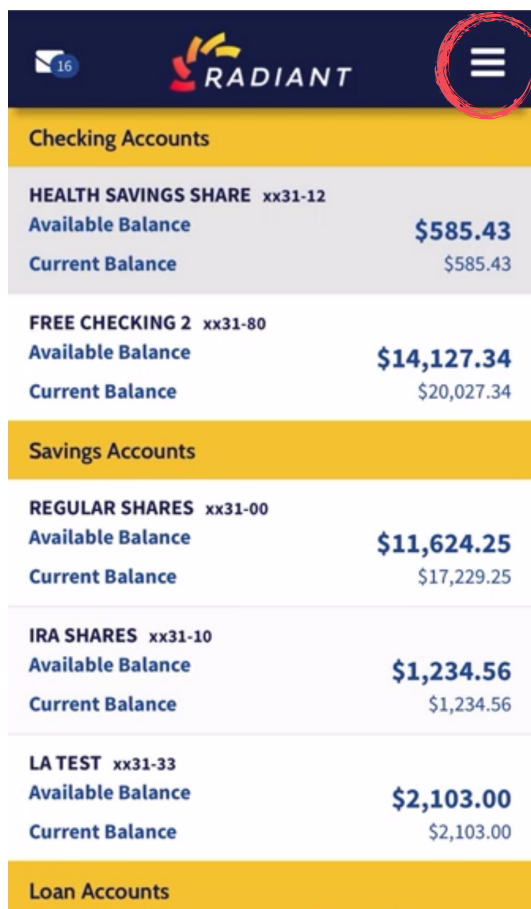 16
RADIANT
Checking Accounts
HEALTH SAVINGS SHARE xx31-12
Available Balance $585.43
Current Balance $585.43
FREE CHECKING 2 xx31-80
Available Balance $14,127.34
Current Balance $20,027.34
Savings Accounts
REGULAR SHARES xx31-00
Available Balance $11,624.25
Current Balance $17,229.25
IRA SHARES xx31-10
Available Balance $1,234.56
Current Balance $1,234.56
LA TEST xx31-33
Available Balance $2,103.00
Current Balance $2,103.00
Loan Accounts